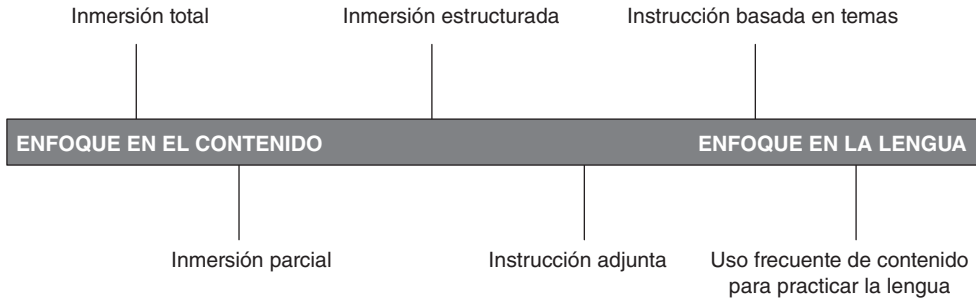 Inmersión total
Inmersión estructurada
Instrucción basada en temas
ENFOQUE EN EL CONTENIDO
ENFOQUE EN LA LENGUA
Inmersión parcial
Instrucción adjunta
Uso frecuente de contenido
para practicar la lengua